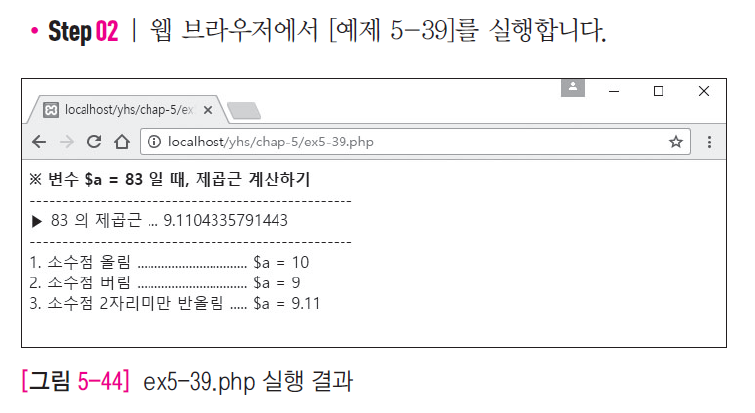 • Step 02 | 웹 브라우저에서 [예제 5-39]를 실행합니다.
localhost/yhs/chap-5/ex
localhost/yhs/chap-5/ex5-39.php
※ 변수 $a = 83 일 때, 제곱근 계산하기
------------------------------------------------------
▶ 83 의 제곱근 ... 9.1104335791443
------------------------------------------------------
1. 소수점 올림 ................................. $a = 10
2. 소수점 버림 ................................. $a = 9
3. 소수점 2자리미만 반올림 ..... $a = 9.11
[그림 5-44] ex5-39.php 실행 결과